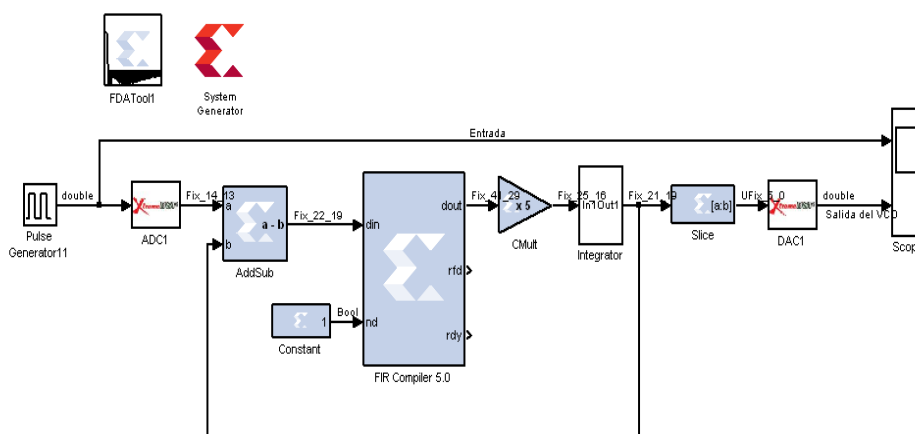 FDATool1
System
Generator
Entrada
double
Fix_14_13
a
b
a - b
Fix_22_19
din
nd
dout
rfd
rdy
Fix_41_29
x 5
Fix_25_16
In1Out1
Fix_21_19
[a:b]
UFix_5_0
double
Salida del VCO
Pulse
Generator11
ADC1
AddSub
Bool
1
Constant
FIR Compiler 5.0
CMult
Integrator
Slice
DAC1
Scop